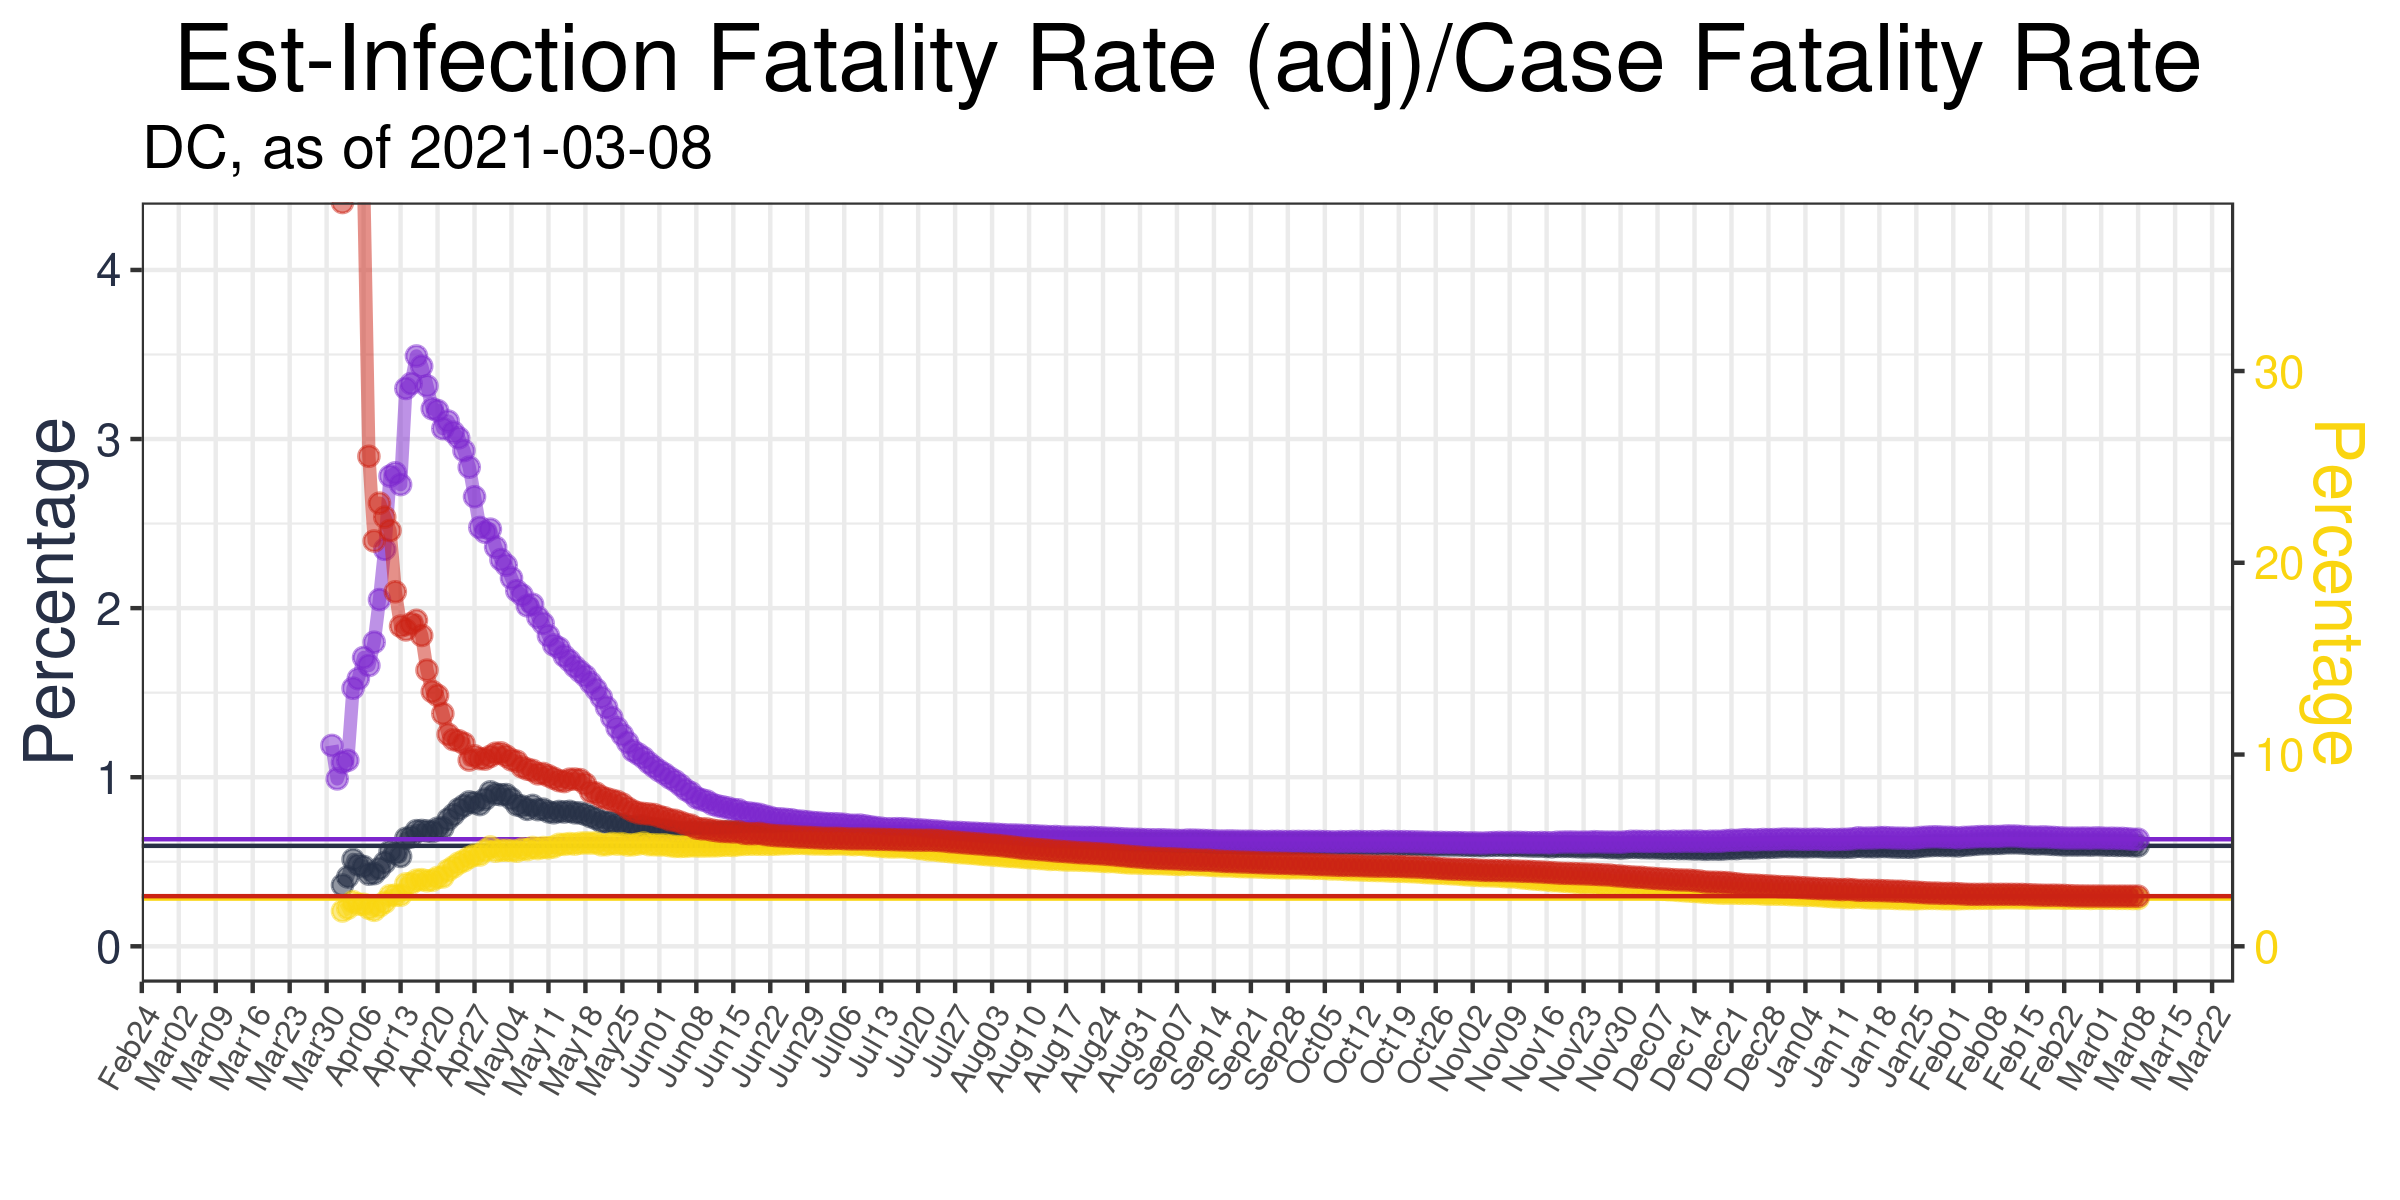 Est-Infection Fatality Rate (adj)/Case Fatality Rate
DC, as of 2021-03-08
Percentage
4
3
2
1
0
30
20
10
0
Percentage
Feb24 Mar02 Mar09 Mar16 Mar23 Mar30 Apr06 Apr13 Apr20 Apr27 May04 May11 May18 May25 Jun01 Jun08 Jun15 Jun22 Jun29 Jul06 Jul13 Jul20 Jul27 Aug03 Aug10 Aug17 Aug24 Aug31 Sep07 Sep14 Sep21 Sep28 Oct05 Oct12 Oct19 Oct26 Nov02 Nov09 Nov16 Nov23 Nov30 Dec07 Dec14 Dec21 Dec28 Jan04 Jan11 Jan18 Jan25 Feb01 Feb08 Feb15 Feb22 Mar01 Mar08 Mar15 Mar22